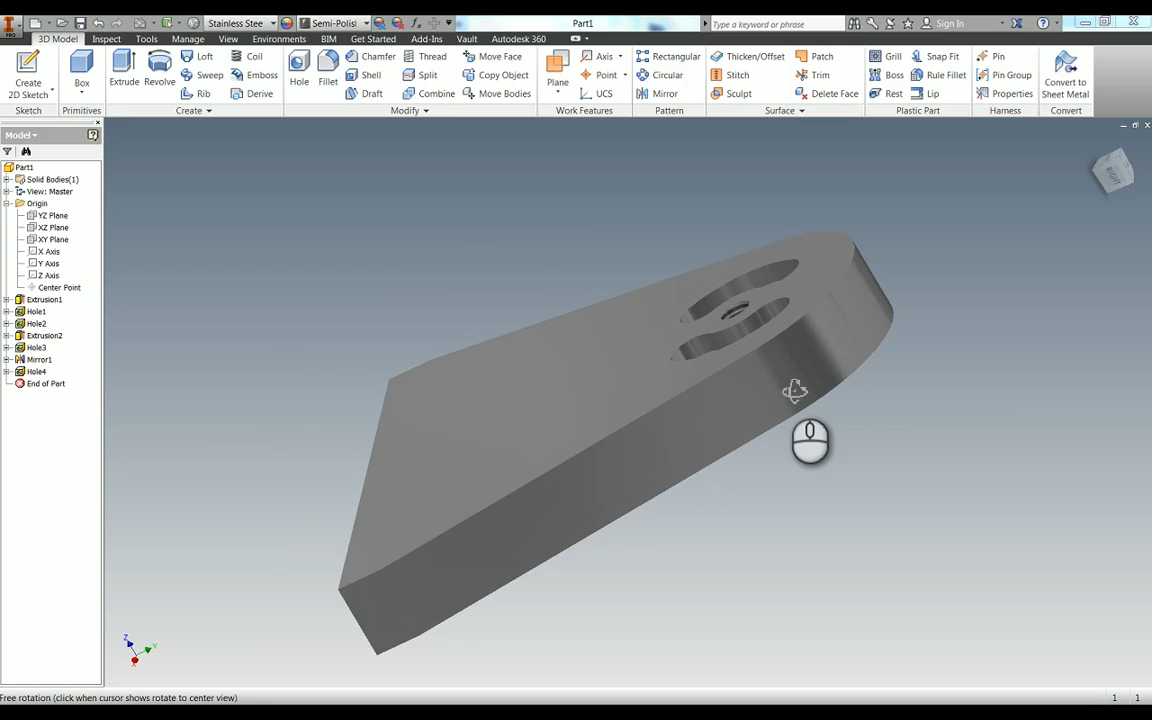 PRO
Stainless Stee
Semi-Polis
Part1
Type a keyword or phrase
Sign In
3D Model
Inspect
Tools
Manage
View
Environments
BIM
Get Started
Add-Ins
Vault
Autodesk 360
Create
2D Sketch
Sketch
Box
Primitives
Extrude
Revolve
Loft
Sweep
Rib
Coil
Emboss
Derive
Create
Hole
Fillet
Chamfer
Shell
Draft
Thread
Split
Combine
Move Face
Copy Object
Move Bodies
Modify
Plane
Axis
Point
UCS
Work Features
Rectangular
Circular
Mirror
Pattern
Thicken/Offset
Stitch
Sculpt
Patch
Trim
Delete Face
Surface
Grill
Boss
Rest
Snap Fit
Rule Fillet
Lip
Plastic Part
Pin
Pin Group
Properties
Harness
Convert to
Sheet Metal
Convert
Model
Part1
Solid Bodies(1)
View: Master
Origin
YZ Plane
XZ Plane
XY Plane
X Axis
Y Axis
Z Axis
Center Point
Extrusion1
Hole1
Hole2
Extrusion2
Hole3
Mirror1
Hole4
End of Part
RIGHT
Z
Y
X
Free rotation (click when cursor shows rotate to center view)
1
1